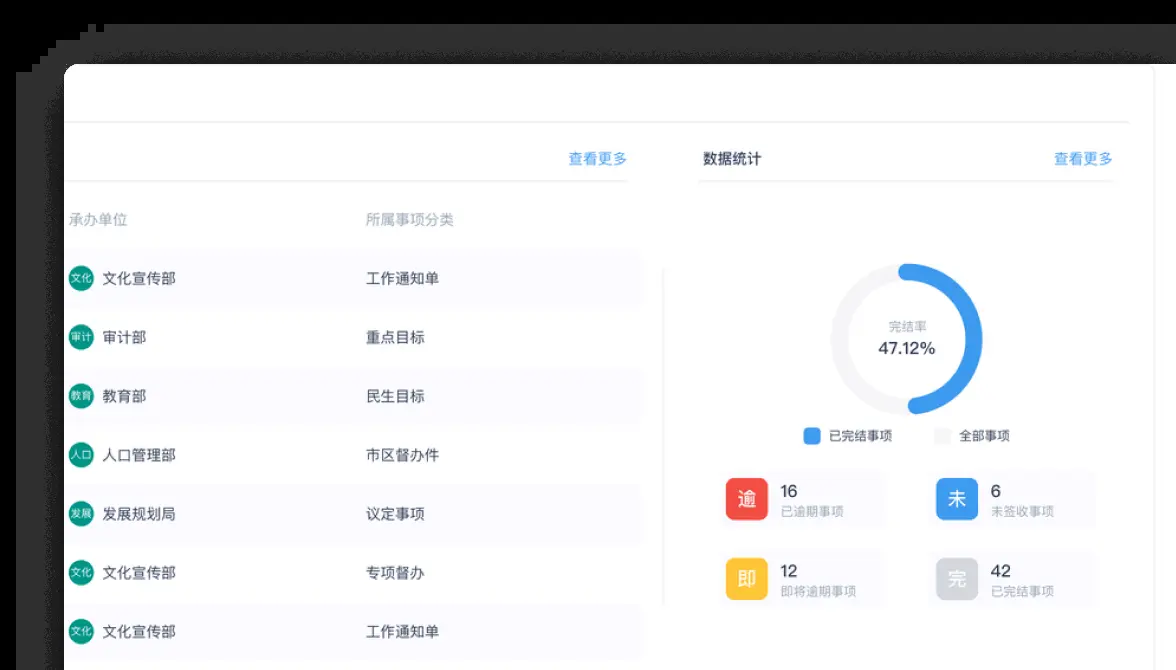 查看更多
数据统计
查看更多
承办单位 所属事项分类
文化 文化宣传部 工作通知单
审计 审计部 重点目标
教育 教育部 民生目标
人口 人口管理部 市区督办件
发展 发展规划局 议定事项
文化 文化宣传部 专项督办
文化 文化宣传部 工作通知单
完结率
47.12%
已完结事项 全部事项
逾 16 已逾期事项
未 6 未签收事项
即 12 即将逾期事项
完 42 已完结事项